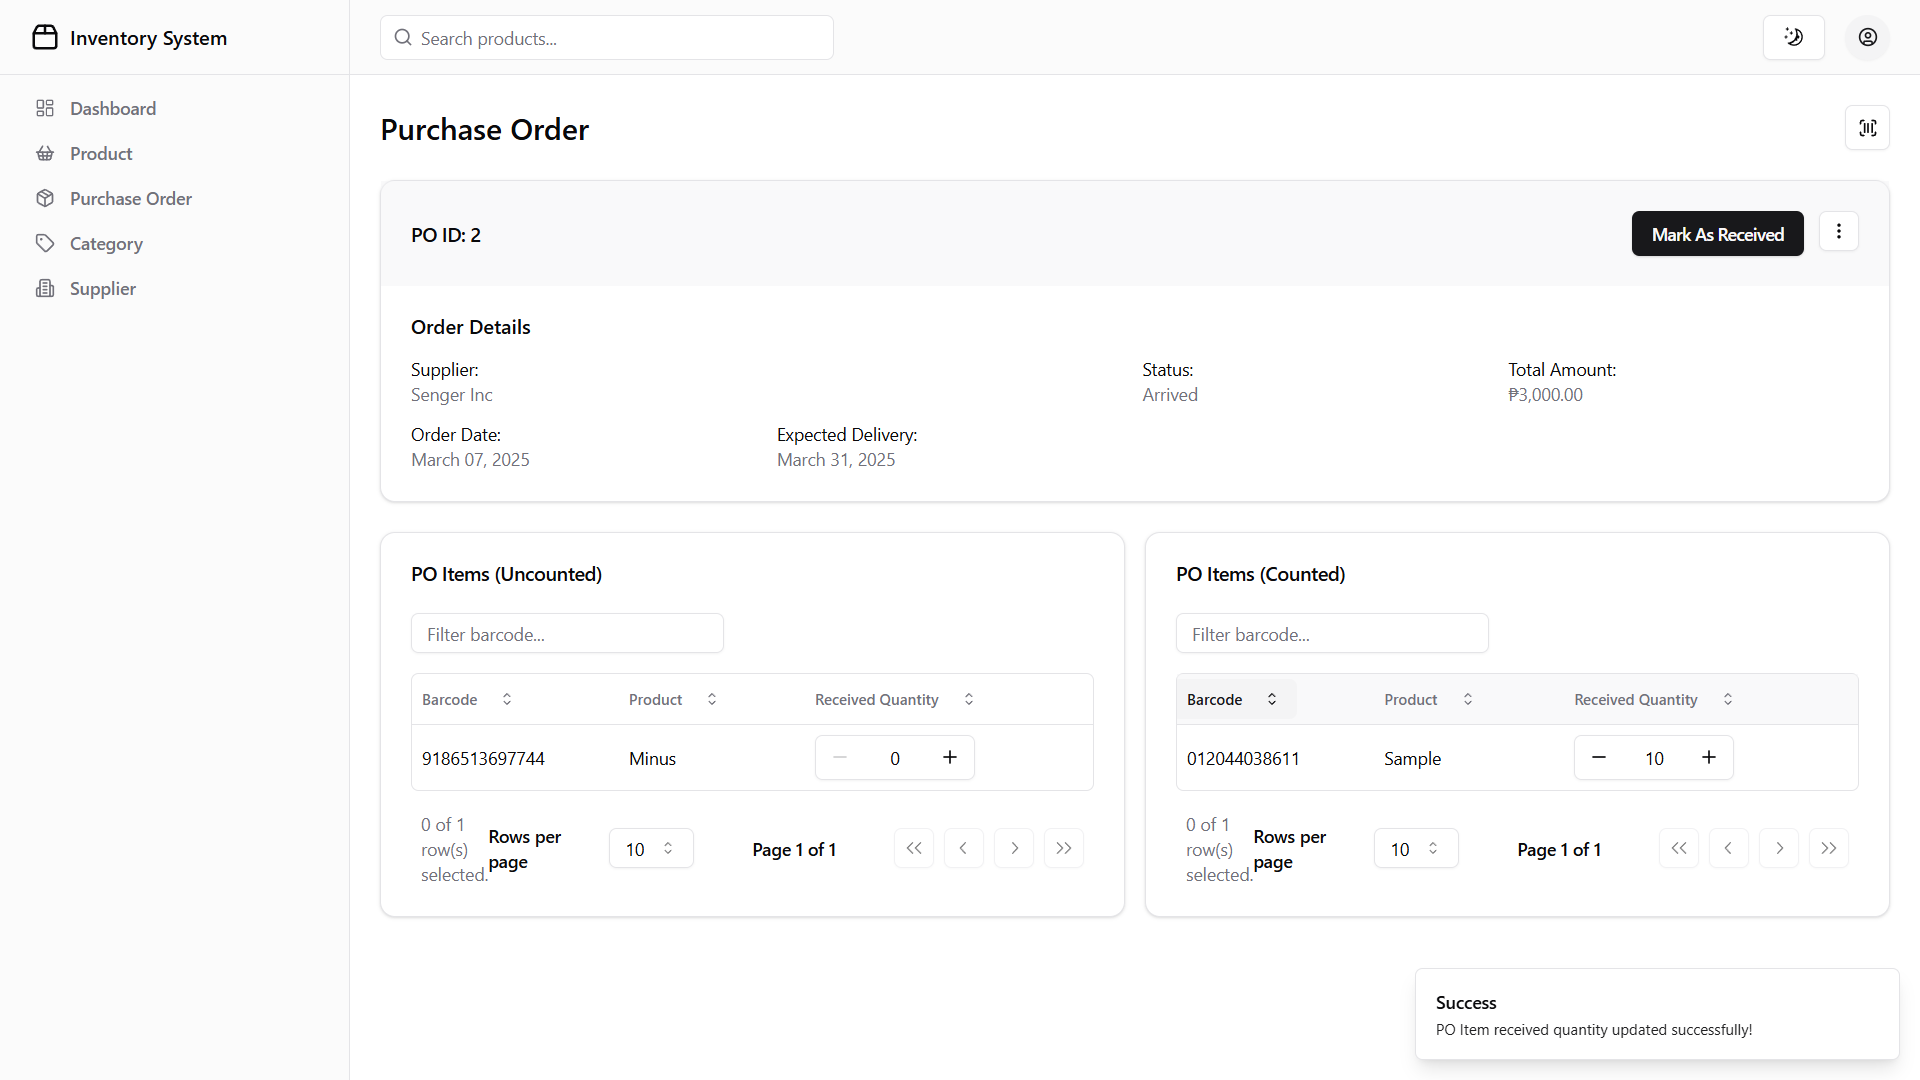 Inventory System
Search products...
Dashboard
Product
Purchase Order
Category
Supplier
Purchase Order
PO ID: 2
Mark As Received
Order Details
Supplier:
Senger Inc
Status:
Arrived
Total Amount:
₱3,000.00
Order Date:
March 07, 2025
Expected Delivery:
March 31, 2025
PO Items (Uncounted)
Filter barcode...
Barcode Product Received Quantity
9186513697744 Minus 0
0 of 1
row(s)
selected.
Rows per
page
10
Page 1 of 1
PO Items (Counted)
Filter barcode...
Barcode Product Received Quantity
012044038611 Sample 10
0 of 1
row(s)
selected.
Rows per
page
10
Page 1 of 1
Success
PO Item received quantity updated successfully!